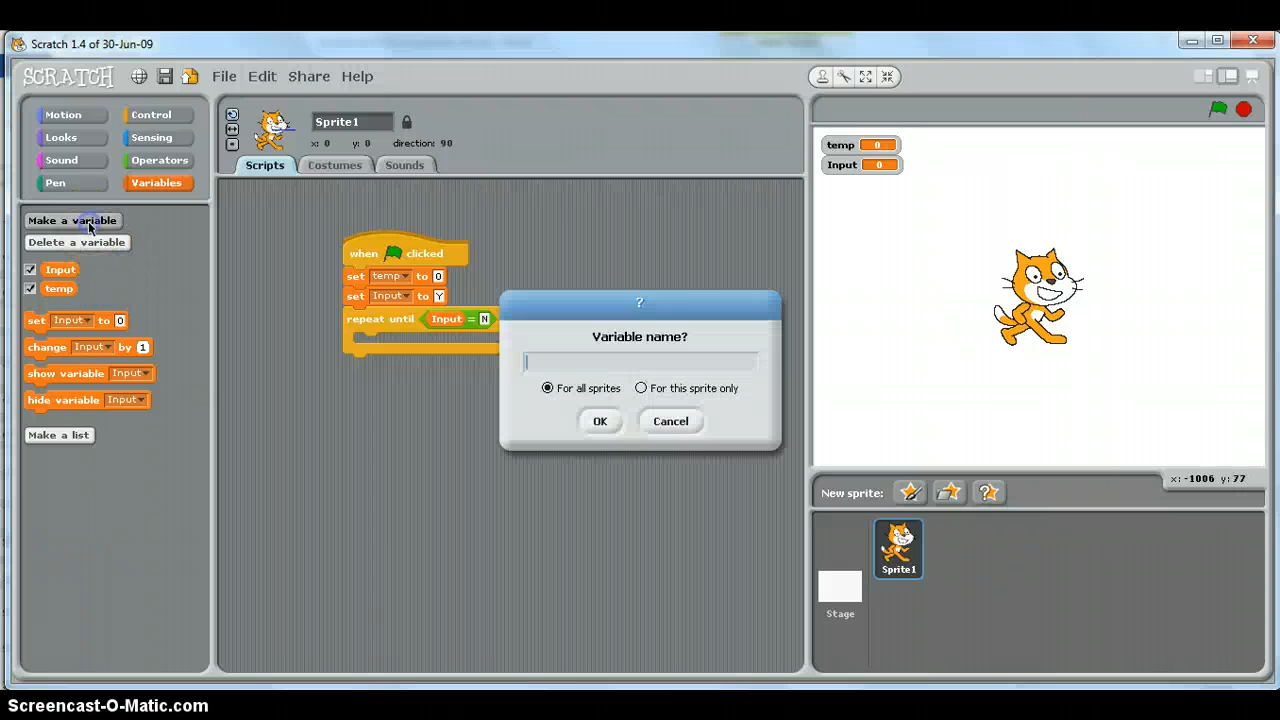 Scratch 1.4 of 30-Jun-09
SCRATCH File Edit Share Help
Motion Control
Looks Sensing
Sound Operators
Pen Variables
Make a variable
Delete a variable
Input
temp
set Input to 0
change Input by 1
show variable Input
hide variable Input
Make a list
Sprite1
x: 0 y: 0 direction: 90
Scripts Costumes Sounds
when clicked
set temp to 0
set Input to Y
repeat until Input = N
?
Variable name?
For all sprites For this sprite only
OK Cancel
temp 0
Input 0
x: -1006 y: 77
New sprite:
Sprite1
Stage
Screencast-O-Matic.com